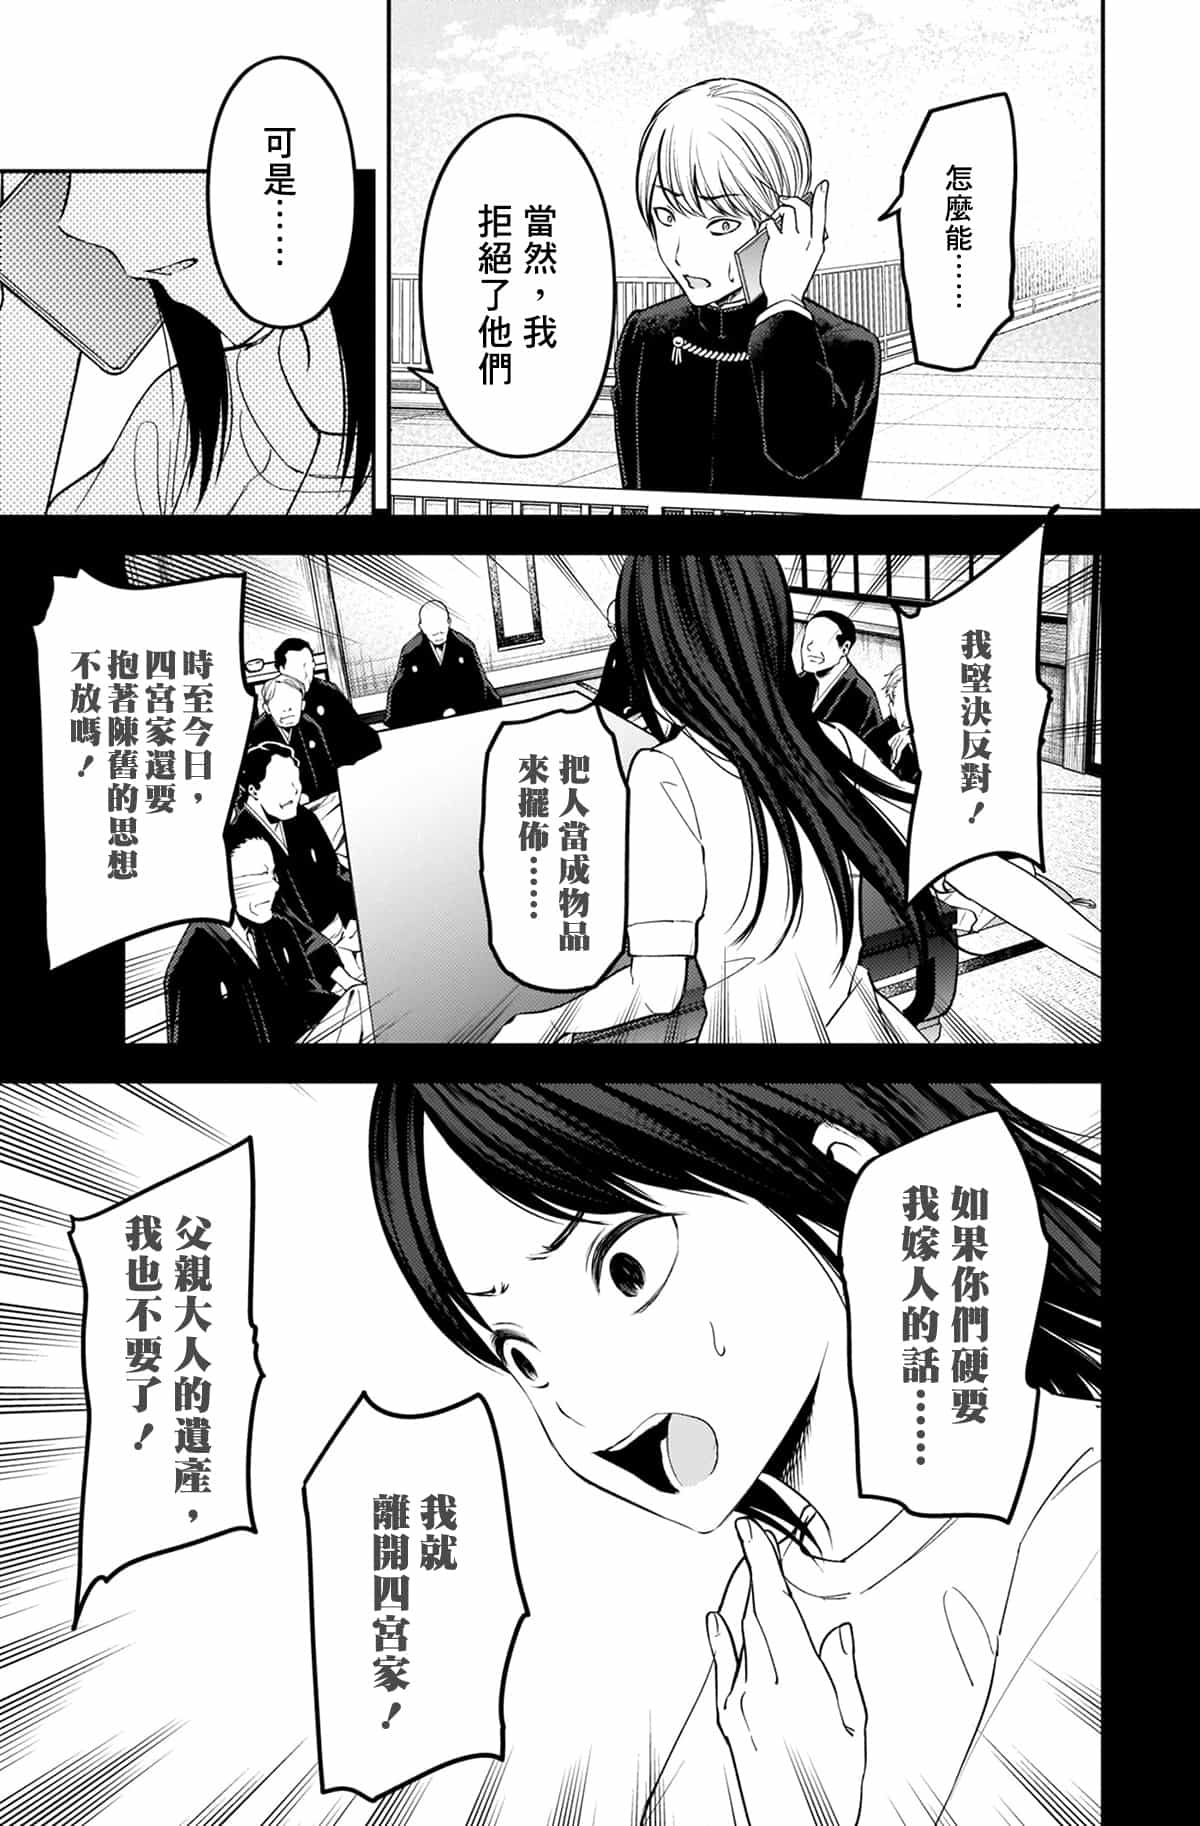 怎麼能……
當然，我
拒絕了他們
可是……
我堅決反對！
把人當成物品
來擺佈……
時至今日，
四宮家還要
抱著陳舊的思想
不放嗎！
如果你們硬要
我嫁人的話……
我就
離開四宮家！
父親大人的遺產，
我也不要了！